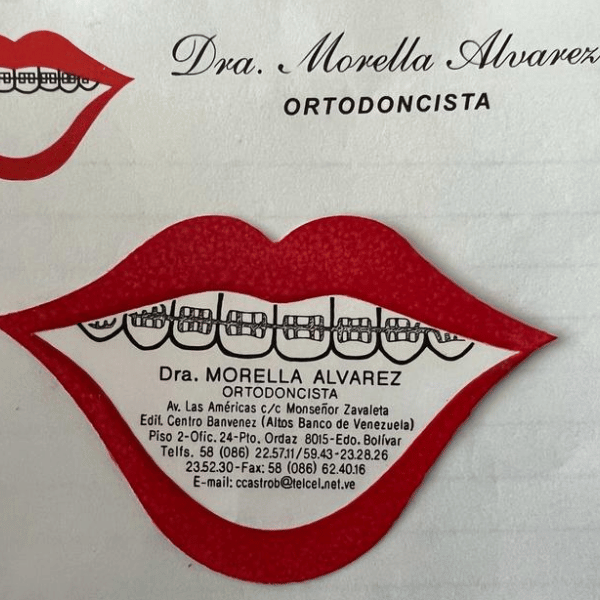 Dra. Morella Alvarez
ORTODONCISTA
Dra. MORELLA ALVAREZ
ORTODONCISTA
Av. Las Américas c/c Monseñor Zavaleta
Edif. Centro Banvenez (Altos Banco de Venezuela)
Piso 2-Ofic. 24-Pto. Ordaz 8015-Edo. Bolívar
Telfs. 58 (086) 22.57.11/59.43-23.28.26
23.52.30-Fax: 58 (086) 62.40.16
E-mail: ccastrob@telcel.net.ve